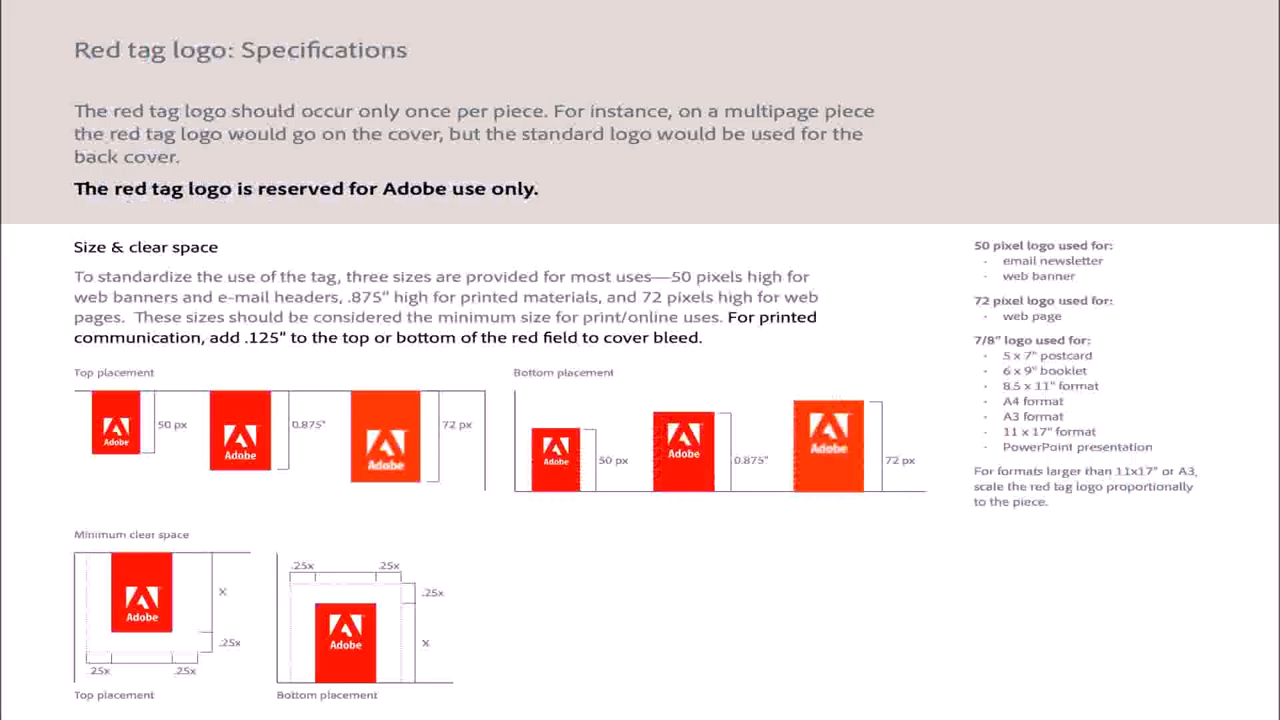 Red tag logo: Specifications
The red tag logo should occur only once per piece. For instance, on a multipage piece
the red tag logo would go on the cover, but the standard logo would be used for the
back cover.
The red tag logo is reserved for Adobe use only.
Size & clear space
To standardize the use of the tag, three sizes are provided for most uses—50 pixels high for
web banners and e-mail headers, .875" high for printed materials, and 72 pixels high for web
pages. These sizes should be considered the minimum size for print/online uses. For printed
communication, add .125" to the top or bottom of the red field to cover bleed.
Top placement
Adobe
50 px
Adobe
0.875"
Adobe
72 px
Bottom placement
Adobe
50 px
Adobe
0.875"
Adobe
72 px
Minimum clear space
Adobe
X
.25x
.25x
.25x
Top placement
.25x
.25x
.25x
Adobe
X
Bottom placement
50 pixel logo used for:
· email newsletter
· web banner
72 pixel logo used for:
· web page
7/8" logo used for:
· 5 x 7" postcard
· 6 x 9" booklet
· 8.5 x 11" format
· A4 format
· A3 format
· 11 x 17" format
· PowerPoint presentation
For formats larger than 11x17" or A3,
scale the red tag logo proportionally
to the piece.